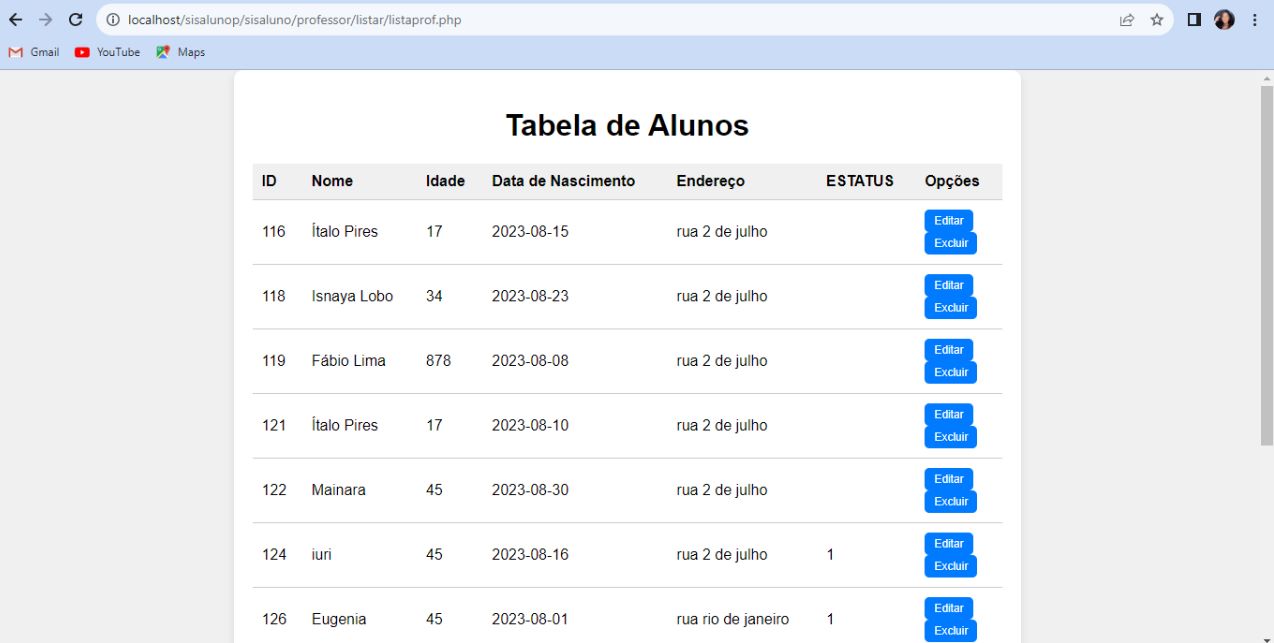 localhost/sisalunop/sisaluno/professor/listar/listaprof.php
Gmail YouTube Maps
Tabela de Alunos
ID Nome Idade Data de Nascimento Endereço ESTATUS Opções
116 Ítalo Pires 17 2023-08-15 rua 2 de julho Editar
Excluir
118 Isnaya Lobo 34 2023-08-23 rua 2 de julho Editar
Excluir
119 Fábio Lima 878 2023-08-08 rua 2 de julho Editar
Excluir
121 Ítalo Pires 17 2023-08-10 rua 2 de julho Editar
Excluir
122 Mainara 45 2023-08-30 rua 2 de julho Editar
Excluir
124 iuri 45 2023-08-16 rua 2 de julho 1 Editar
Excluir
126 Eugenia 45 2023-08-01 rua rio de janeiro 1 Editar
Excluir